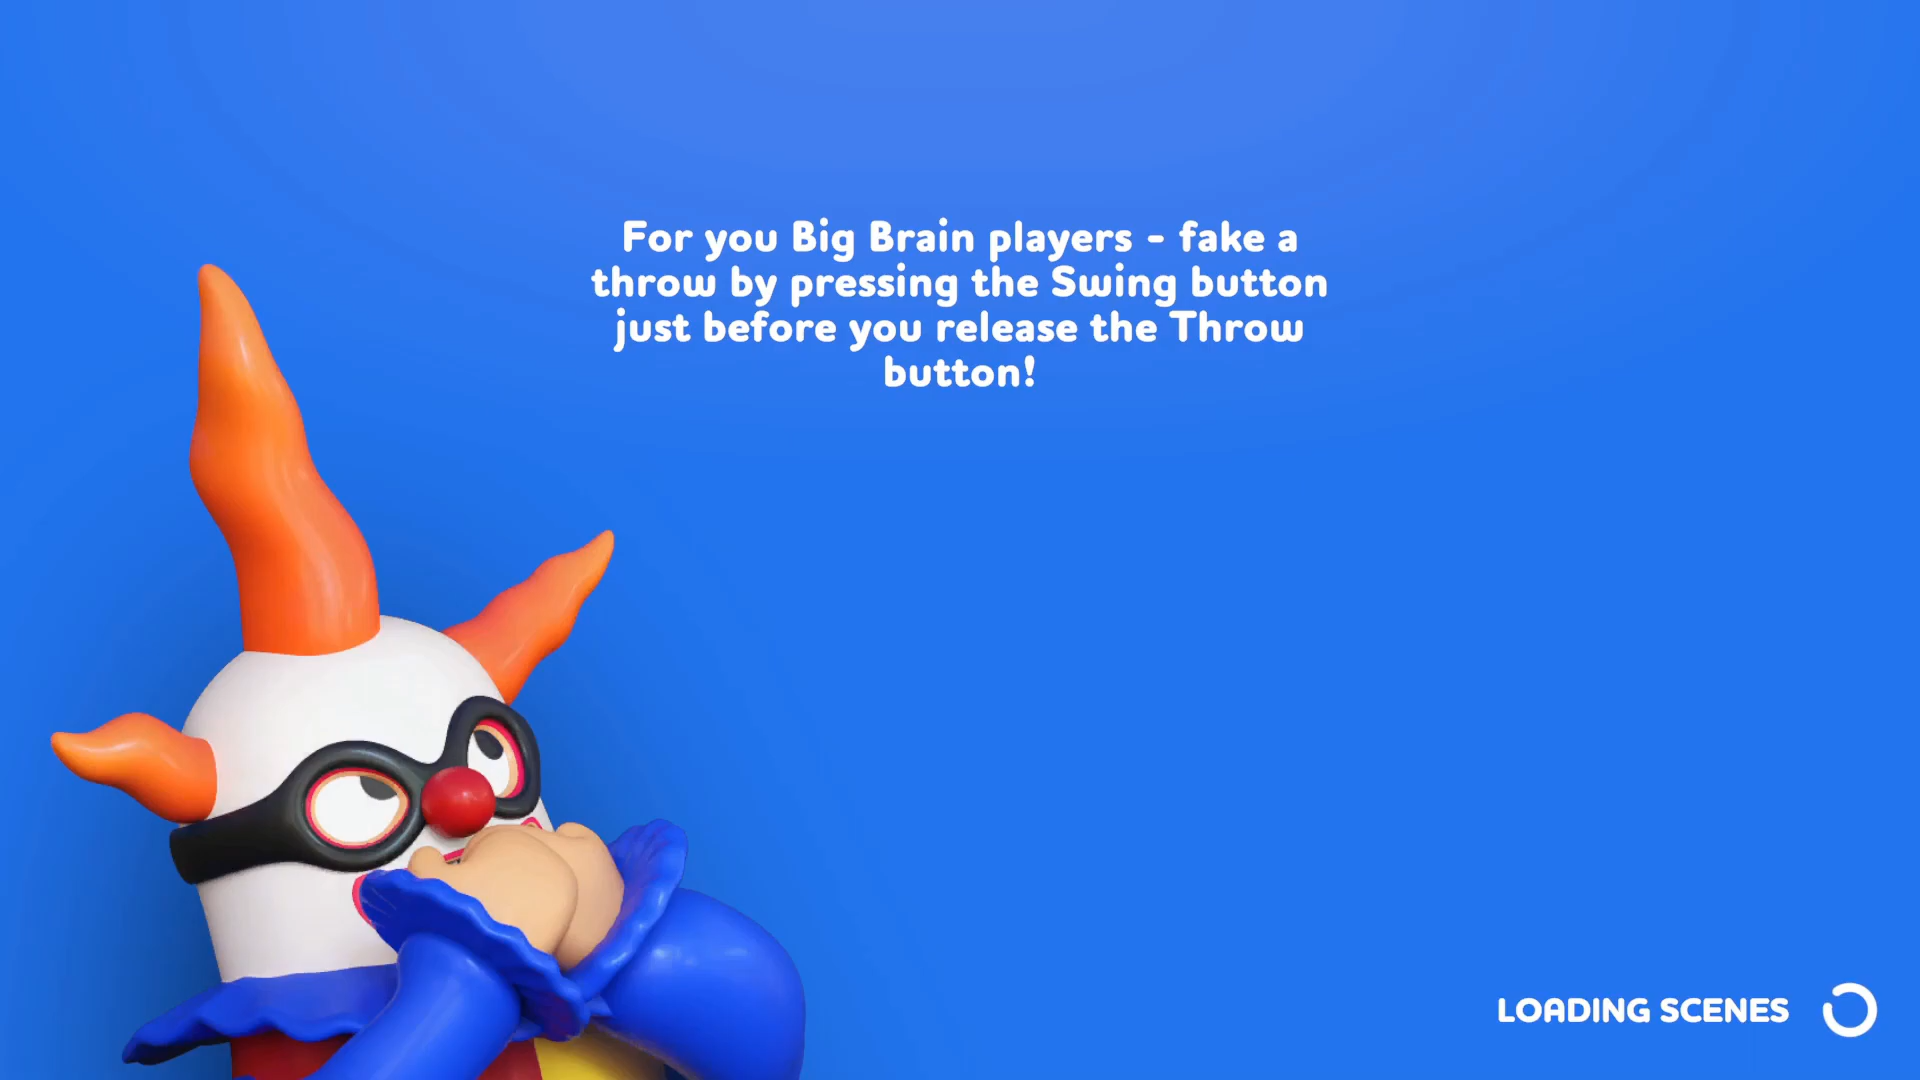 For you Big Brain players - fake a
throw by pressing the Swing button
just before you release the Throw
button!
LOADING SCENES